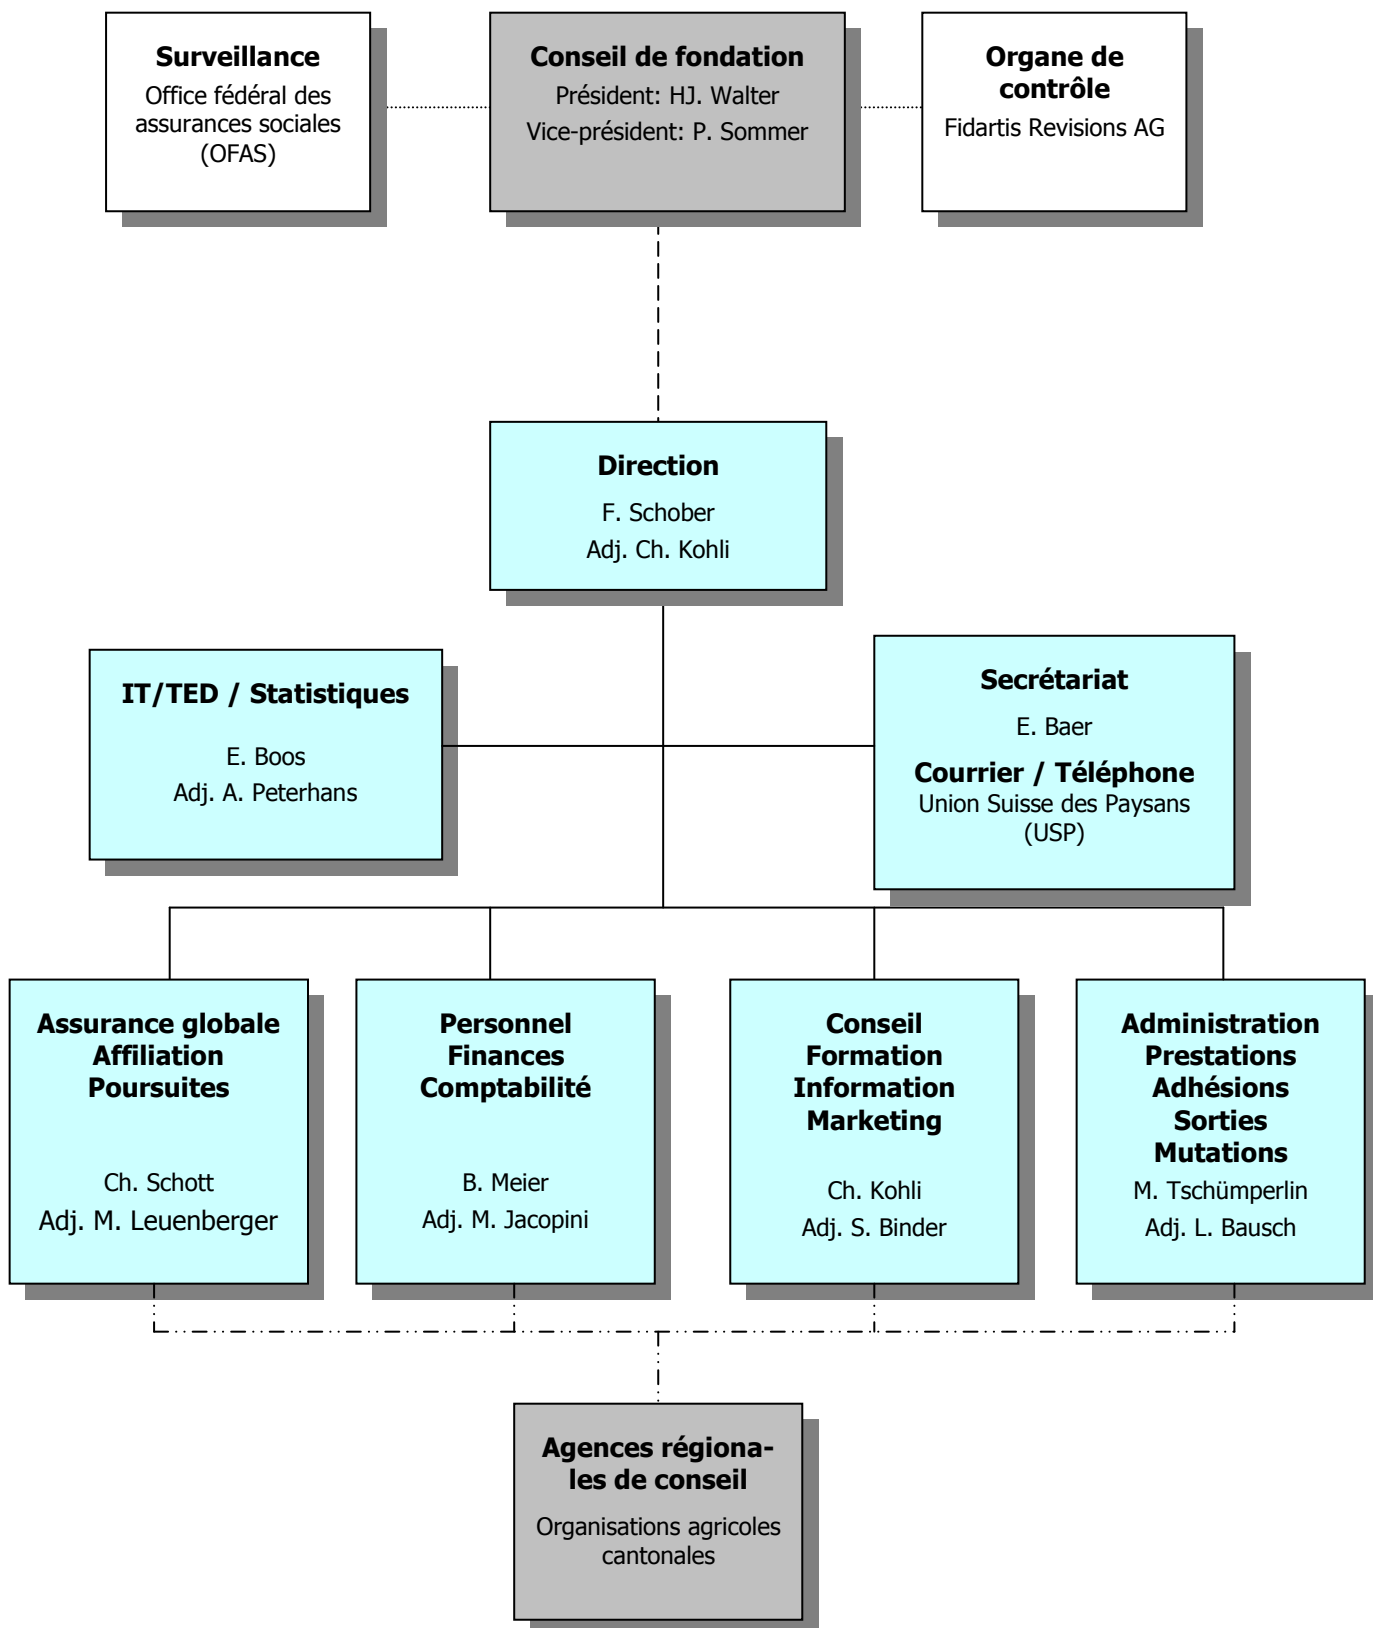 Surveillance
Office fédéral des
assurances sociales
(OFAS)
Conseil de fondation
Président: HJ. Walter
Vice-président: P. Sommer
Organe de
contrôle
Fidartis Revisions AG
Direction
F. Schober
Adj. Ch. Kohli
IT/TED / Statistiques
E. Boos
Adj. A. Peterhans
Secrétariat
E. Baer
Courrier / Téléphone
Union Suisse des Paysans
(USP)
Assurance globale
Affiliation
Poursuites
Ch. Schott
Adj. M. Leuenberger
Personnel
Finances
Comptabilité
B. Meier
Adj. M. Jacopini
Conseil
Formation
Information
Marketing
Ch. Kohli
Adj. S. Binder
Administration
Prestations
Adhésions
Sorties
Mutations
M. Tschümperlin
Adj. L. Bausch
Agences régiona-
les de conseil
Organisations agricoles
cantonales